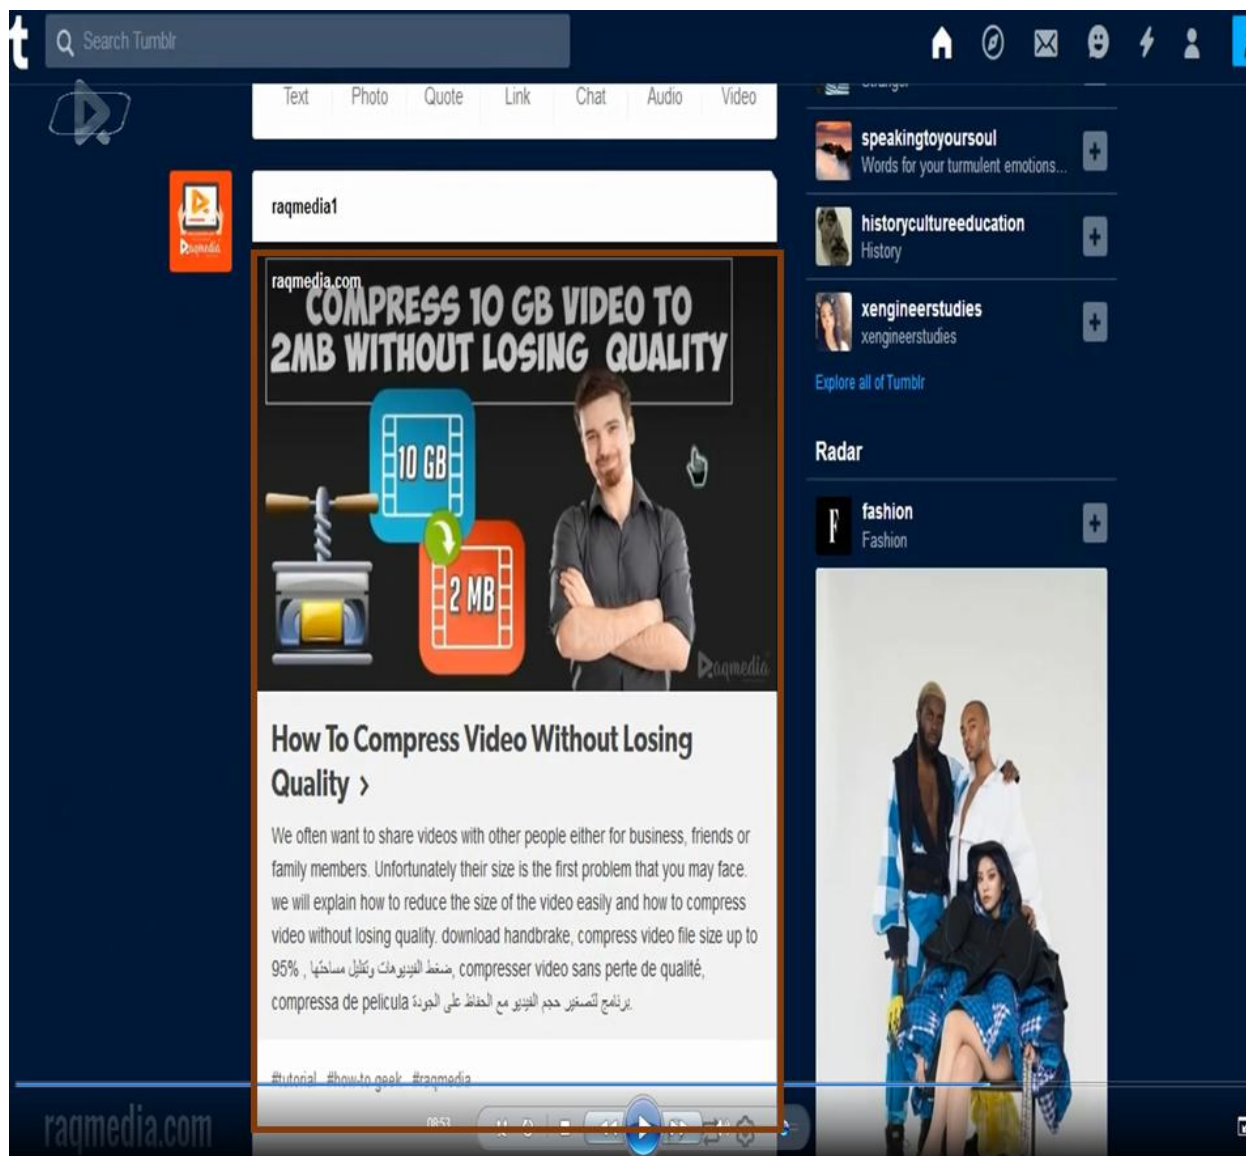 t
Search Tumblr
Text Photo Quote Link Chat Audio Video
raqmedia1
Raqmedia
raqmedia.com
COMPRESS 10 GB VIDEO TO
2MB WITHOUT LOSING QUALITY
10 GB
2 MB
Raqmedia
How To Compress Video Without Losing
Quality >
We often want to share videos with other people either for business, friends or
family members. Unfortunately their size is the first problem that you may face.
we will explain how to reduce the size of the video easily and how to compress
video without losing quality. download handbrake, compress video file size up to
95% , ضغط الفيديوهات وتقليل مساحتها, compresser video sans perte de qualité,
compressa de pelicula برنامج لتصغير حجم الفيديو مع الحفاظ على الجودة.
#tutorial #how-to geek #raqmedia
Stranger
speakingtoyoursoul
Words for your turmulent emotions...
historycultureeducation
History
xengineerstudies
xengineerstudies
Explore all of Tumblr
Radar
F
fashion
Fashion
raqmedia.com
08:53